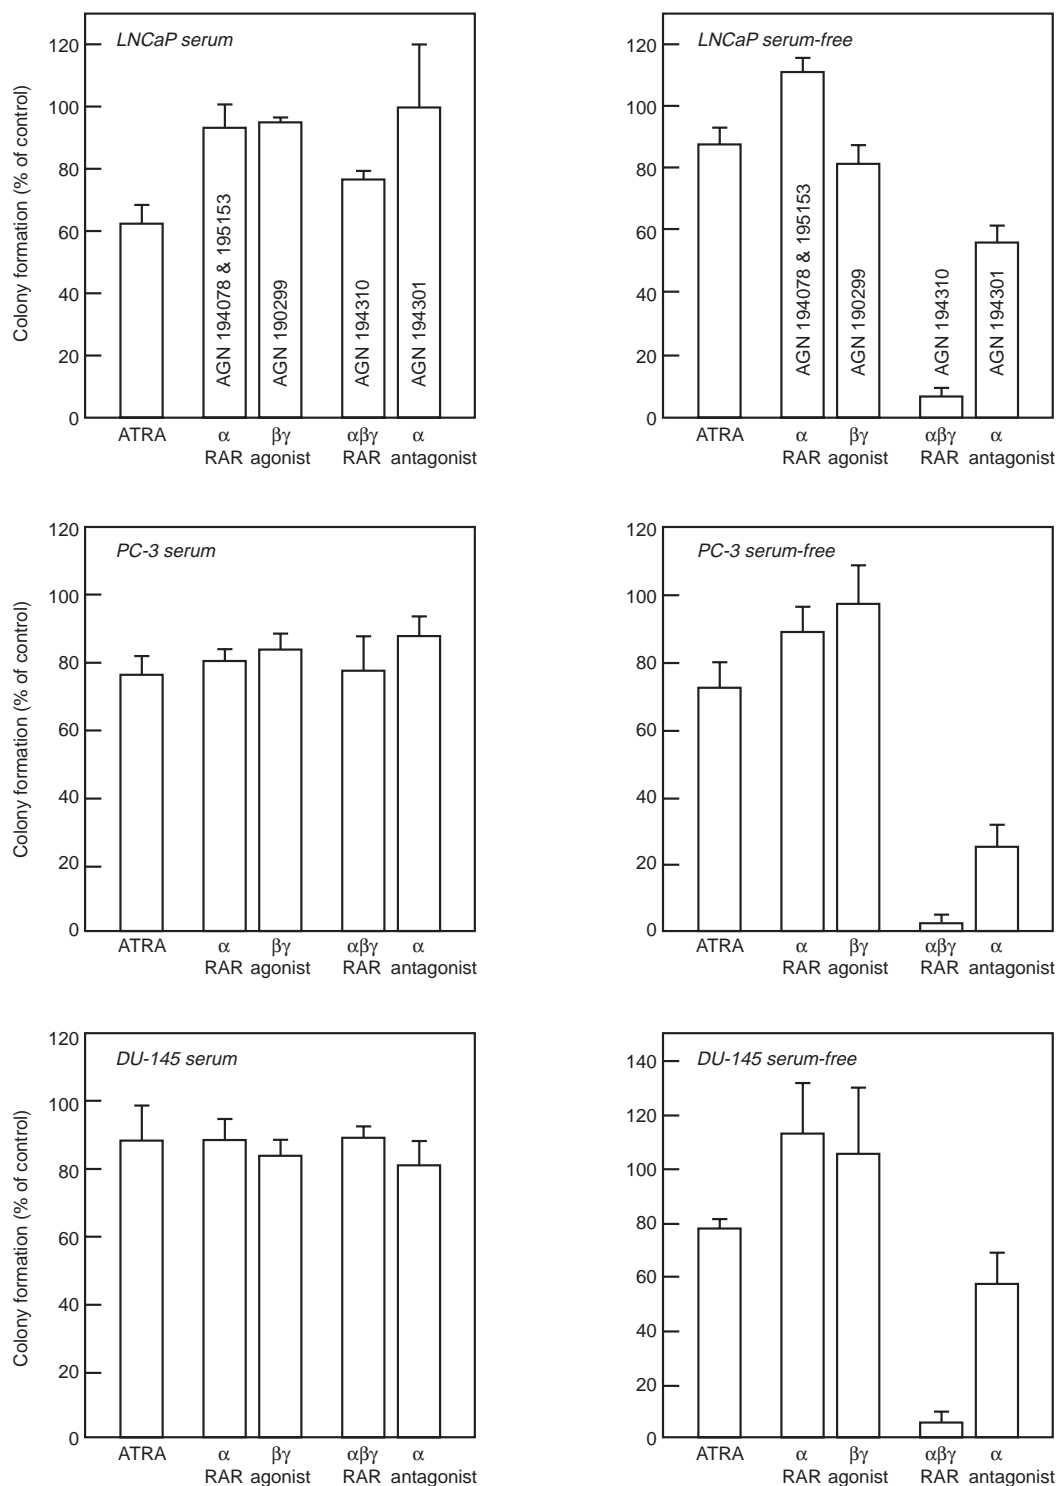 LNCaP serum
Colony formation (% of control)
120
100
80
60
40
20
0
AGN 194078 & 195153
AGN 190299
AGN 194310
AGN 194301
ATRA α βγ αβγ α
RAR agonist RAR antagonist
LNCaP serum-free
120
100
80
60
40
20
0
AGN 194078 & 195153
AGN 190299
AGN 194310
AGN 194301
ATRA α βγ αβγ α
RAR agonist RAR antagonist
PC-3 serum
Colony formation (% of control)
120
100
80
60
40
20
0
ATRA α βγ αβγ α
RAR agonist RAR antagonist
PC-3 serum-free
120
100
80
60
40
20
0
ATRA α βγ αβγ α
RAR agonist RAR antagonist
DU-145 serum
Colony formation (% of control)
120
100
80
60
40
20
0
ATRA α βγ αβγ α
RAR agonist RAR antagonist
DU-145 serum-free
140
120
100
80
60
40
20
0
ATRA α βγ αβγ α
RAR agonist RAR antagonist